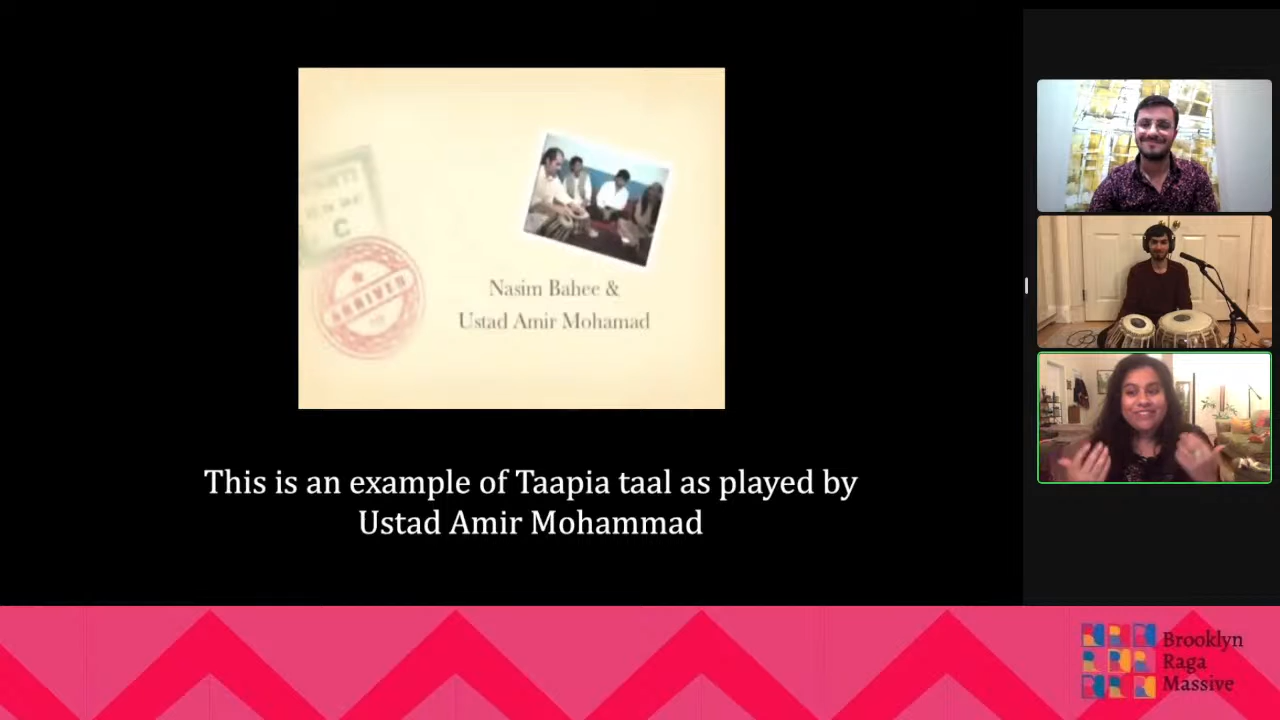 C
ARRIVED
Nasim Bahee &
Ustad Amir Mohamad
This is an example of Taapia taal as played by
Ustad Amir Mohammad
Brooklyn
Raga
Massive